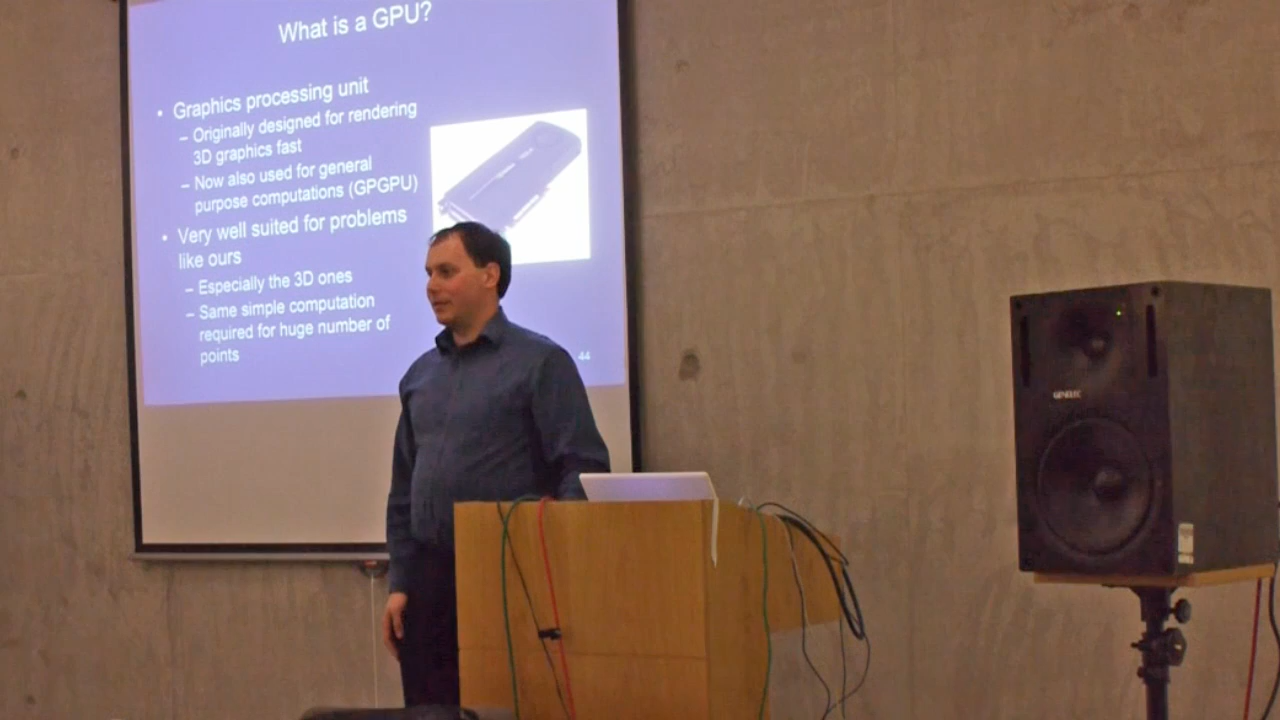 What is a GPU?
• Graphics processing unit
– Originally designed for rendering
3D graphics fast
– Now also used for general
purpose computations (GPGPU)
• Very well suited for problems
like ours
– Especially the 3D ones
– Same simple computation
required for huge number of
points
44
GENELEC